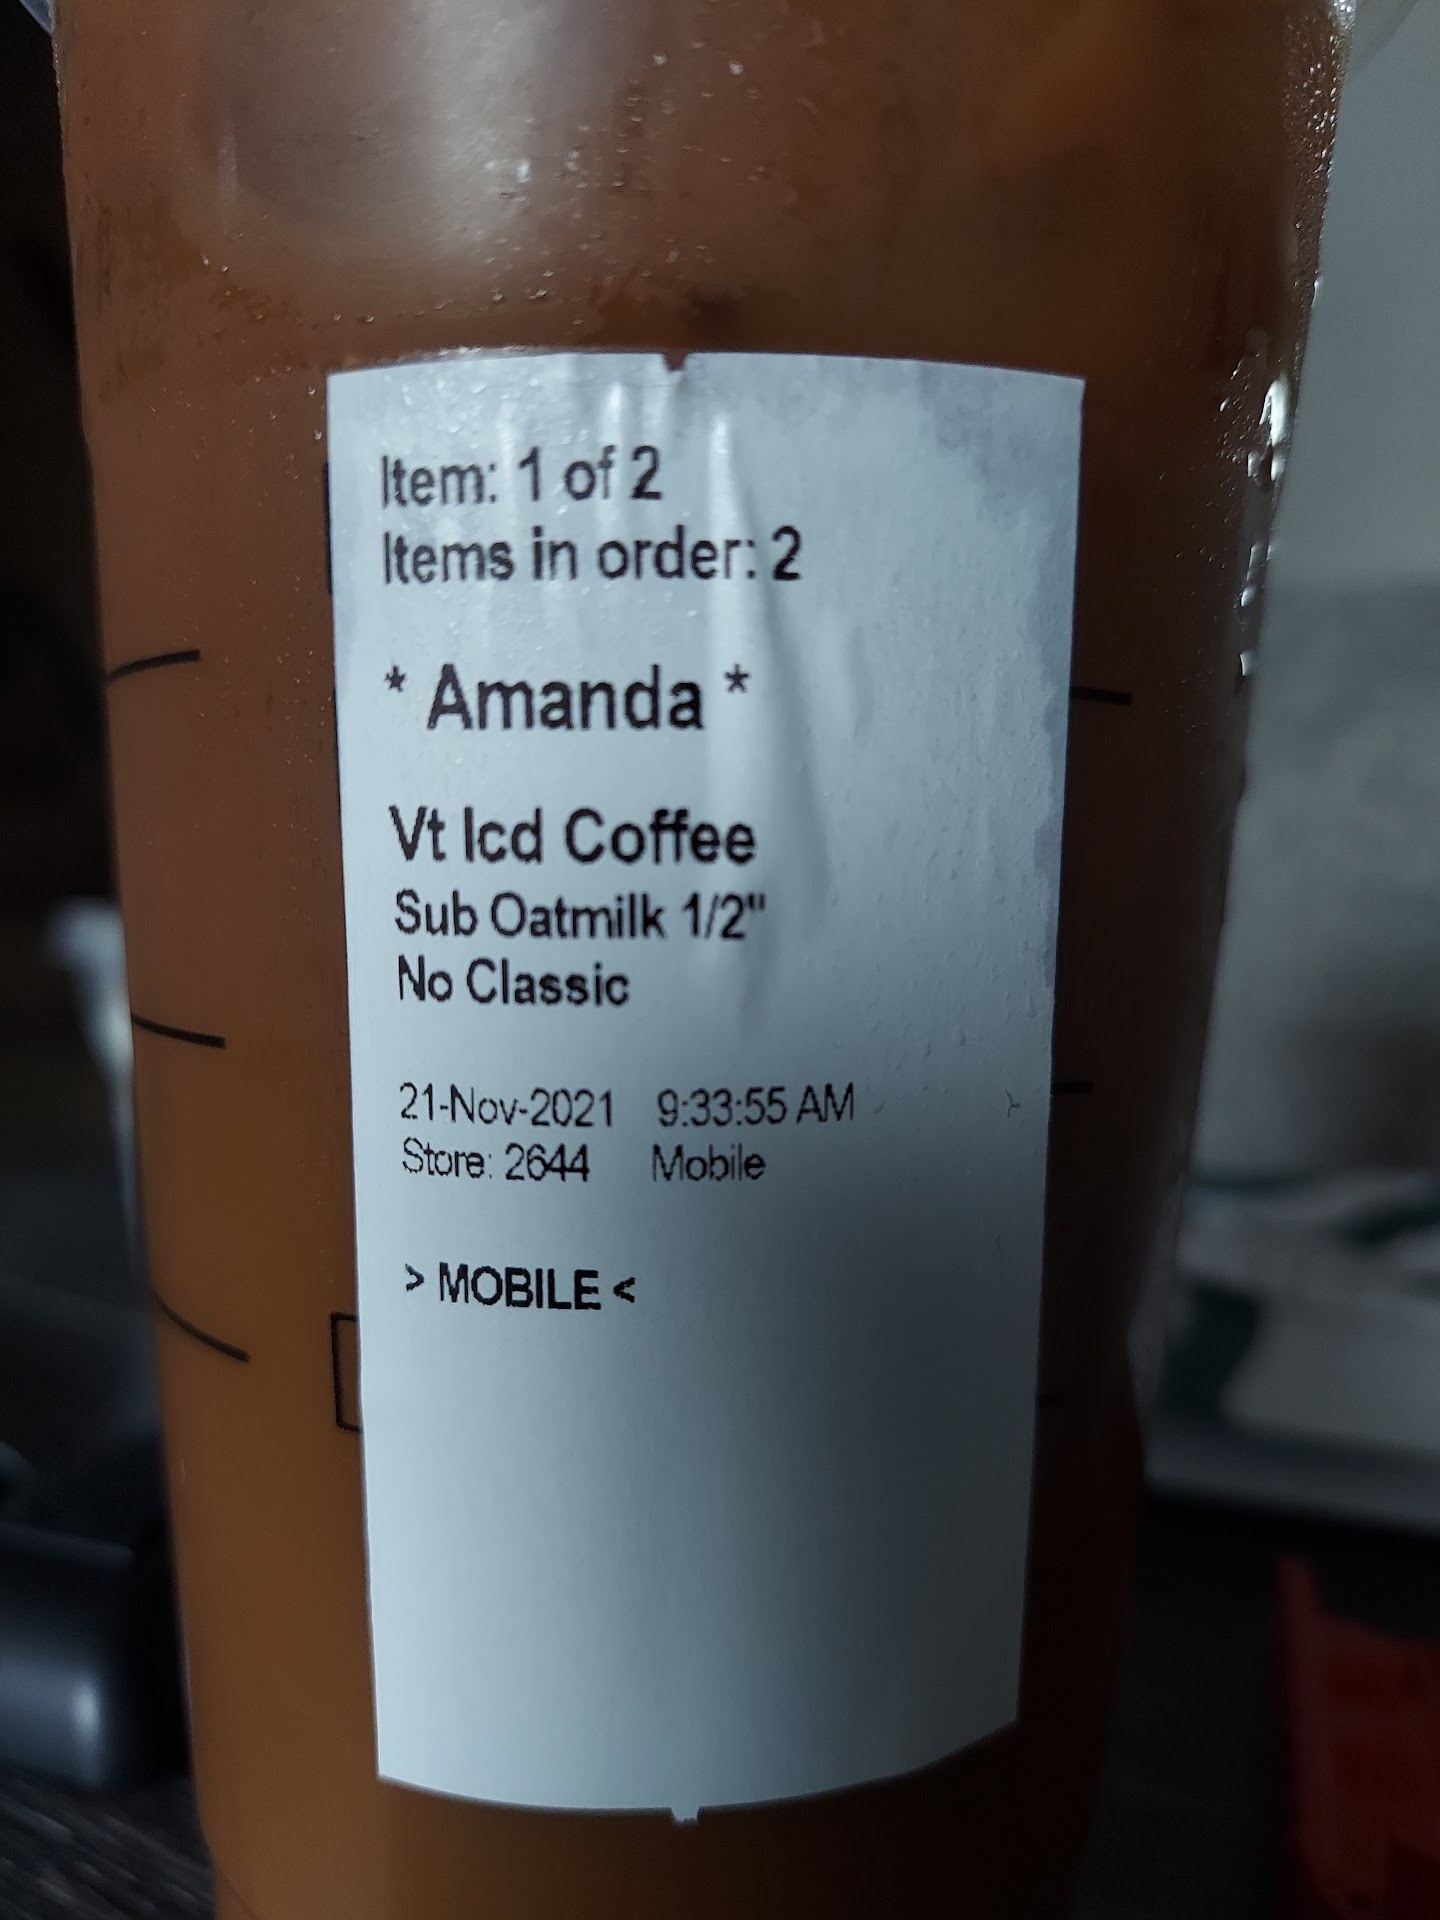 Item: 1 of 2
Items in order: 2
* Amanda *
Vt Icd Coffee
Sub Oatmilk 1/2"
No Classic
21-Nov-2021 9:33:55 AM
Store: 2644 Mobile
> MOBILE <